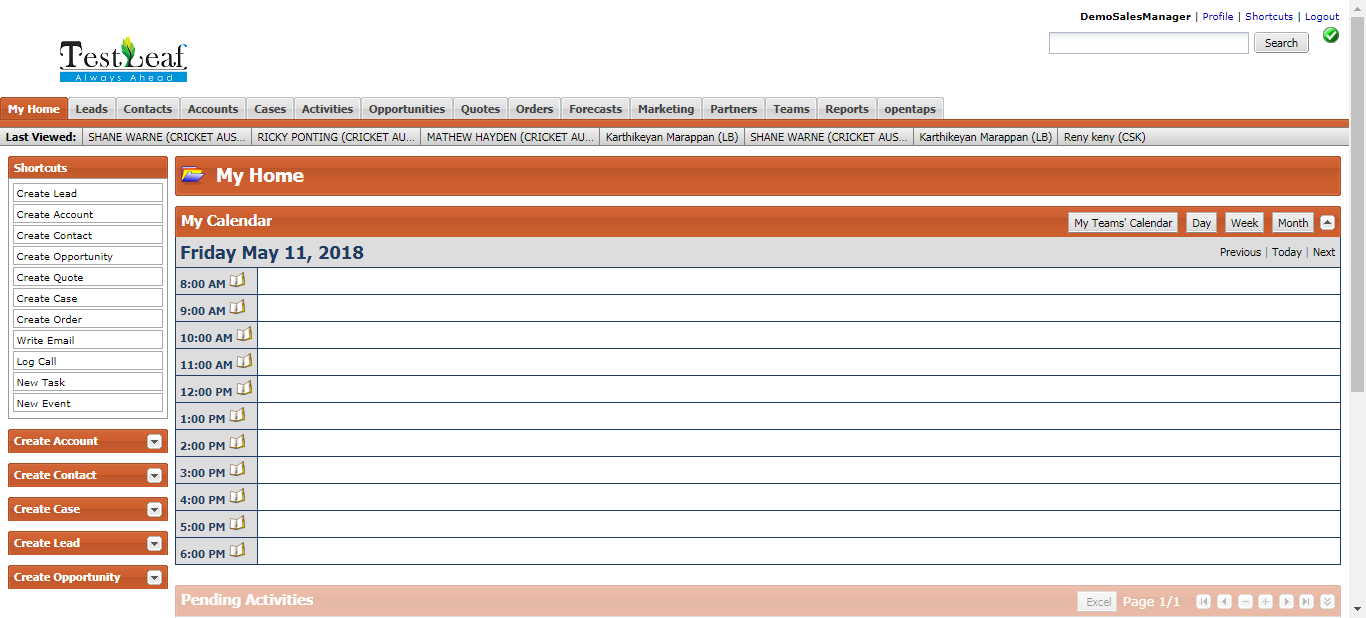 DemoSalesManager | Profile | Shortcuts | Logout
Search
TestLeaf
Always Ahead
My Home Leads Contacts Accounts Cases Activities Opportunities Quotes Orders Forecasts Marketing Partners Teams Reports opentaps
Last Viewed: SHANE WARNE (CRICKET AUS... RICKY PONTING (CRICKET AU... MATHEW HAYDEN (CRICKET AU... Karthikeyan Marappan (LB) SHANE WARNE (CRICKET AUS... Karthikeyan Marappan (LB) Reny keny (CSK)
Shortcuts
Create Lead
Create Account
Create Contact
Create Opportunity
Create Quote
Create Case
Create Order
Write Email
Log Call
New Task
New Event
Create Account
Create Contact
Create Case
Create Lead
Create Opportunity
My Home
My Calendar My Teams' Calendar Day Week Month
Friday May 11, 2018 Previous | Today | Next
8:00 AM
9:00 AM
10:00 AM
11:00 AM
12:00 PM
1:00 PM
2:00 PM
3:00 PM
4:00 PM
5:00 PM
6:00 PM
Pending Activities Excel Page 1/1